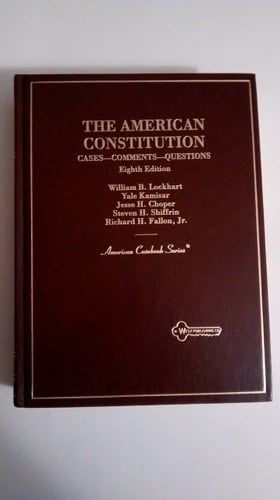 THE AMERICAN
CONSTITUTION
CASES—COMMENTS—QUESTIONS
Eighth Edition
William B. Lockhart
Yale Kamisar
Jesse H. Choper
Steven H. Shiffrin
Richard H. Fallon, Jr.
American Casebook Series®
WEST PUBLISHING CO.